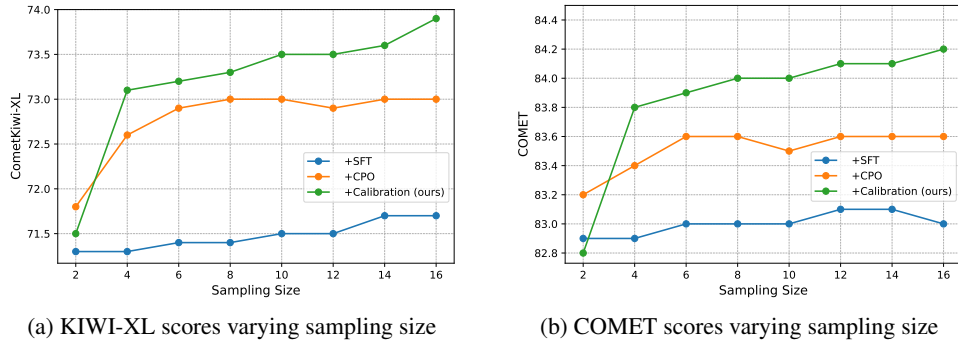 74.0
73.5
73.0
72.5
72.0
71.5
CometKiwi-XL
+SFT
+CPO
+Calibration (ours)
2 4 6 8 10 12 14 16
Sampling Size
(a) KIWI-XL scores varying sampling size
84.4
84.2
84.0
83.8
83.6
83.4
83.2
83.0
82.8
COMET
+SFT
+CPO
+Calibration (ours)
2 4 6 8 10 12 14 16
Sampling Size
(b) COMET scores varying sampling size